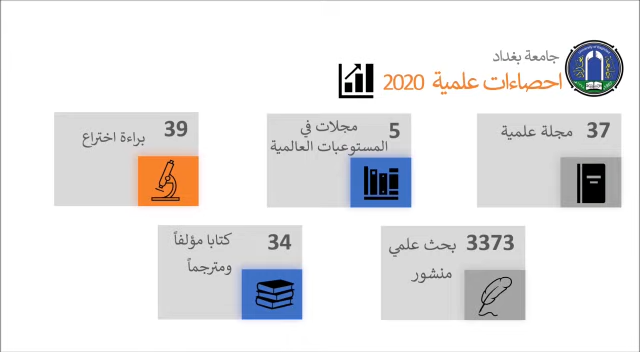 جامعة بغداد
احصاءات علمية 2020
37 مجلة علمية
5 مجلات في
المستوعبات العالمية
39 براءة اختراع
3373 بحث علمي
منشور
34 كتابا مؤلفاً
ومترجماً